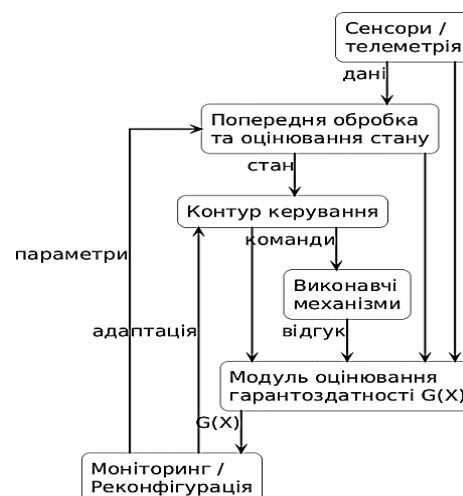 Сенсори /
телеметрія
дані
Попередня обробка
та оцінювання стану
стан
Контур керування
команди
параметри
Виконавчі
механізми
адаптація
відгук
Модуль оцінювання
гарантоздатності G(X)
G(X)
Моніторинг /
Реконфігурація